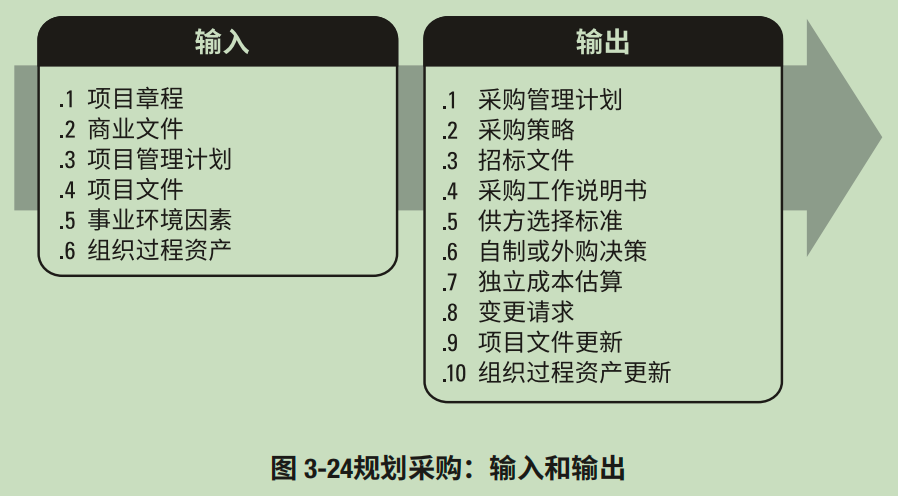 输入
.1 项目章程
.2 商业文件
.3 项目管理计划
.4 项目文件
.5 事业环境因素
.6 组织过程资产
输出
.1 采购管理计划
.2 采购策略
.3 招标文件
.4 采购工作说明书
.5 供方选择标准
.6 自制或外购决策
.7 独立成本估算
.8 变更请求
.9 项目文件更新
.10 组织过程资产更新
图 3-24规划采购：输入和输出